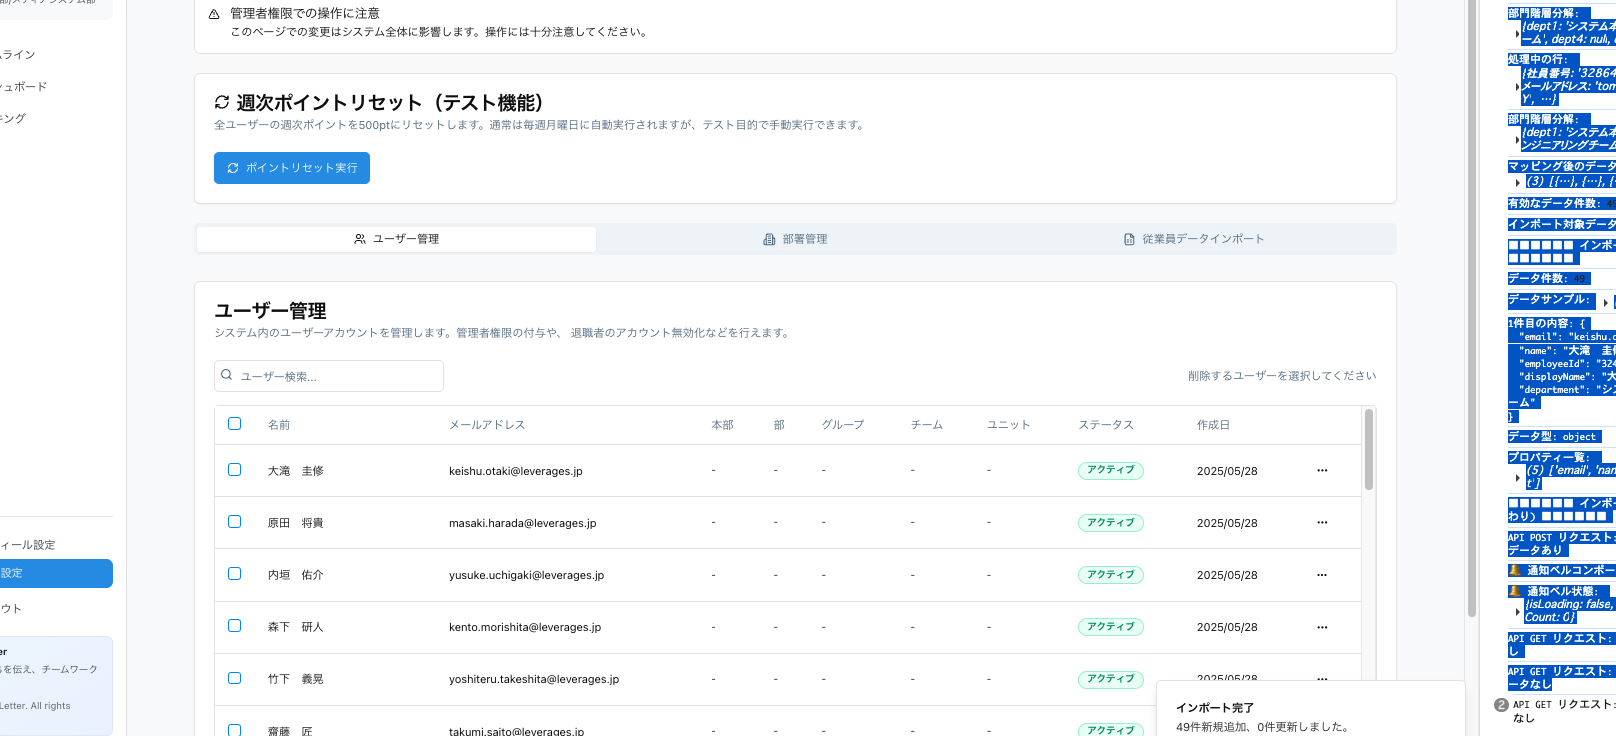 ライン
ュボード
キング
ィール設定
設定
ウト
er
を伝え、チームワーク
Letter. All rights
管理者権限での操作に注意
このページでの変更はシステム全体に影響します。操作には十分注意してください。
週次ポイントリセット（テスト機能）
全ユーザーの週次ポイントを500ptにリセットします。通常は毎週月曜日に自動実行されますが、テスト目的で手動実行できます。
ポイントリセット実行
ユーザー管理 部署管理 従業員データインポート
ユーザー管理
システム内のユーザーアカウントを管理します。管理者権限の付与や、 退職者のアカウント無効化などを行えます。
ユーザー検索... 削除するユーザーを選択してください
名前 メールアドレス 本部 部 グループ チーム ユニット ステータス 作成日
大滝　圭修 keishu.otaki@leverages.jp - - - - - アクティブ 2025/05/28 ...
原田　将貴 masaki.harada@leverages.jp - - - - - アクティブ 2025/05/28 ...
内垣　佑介 yusuke.uchigaki@leverages.jp - - - - - アクティブ 2025/05/28 ...
森下　研人 kento.morishita@leverages.jp - - - - - アクティブ 2025/05/28 ...
竹下　義晃 yoshiteru.takeshita@leverages.jp - - - - - アクティブ 2025/05/28 ...
齋藤　匠 takumi.saito@leverages.jp - - - - - アクティブ
インポート完了
49件新規追加、0件更新しました。
部門階層分解:
{dept1: 'システム本
ーム', dept4: null,
処理中の行:
{社員番号: '32864
メールアドレス: 'tom
Y', …}
部門階層分解:
{dept1: 'システム本
ンジニアリングチーム
マッピング後のデータ
(3) [{…}, {…}, {
有効なデータ件数: 49
インポート対象データ
■■■■■■ インポー
■■■■■■
データ件数: 49
データサンプル:
1件目の内容: {
"email": "keishu.o
"name": "大滝　圭修
"employeeId": "324
"displayName": "大
"department": "シス
ーム"
}
データ型: object
プロパティ一覧:
(5) ['email', 'nam
t']
■■■■■■ インポー
わり) ■■■■■■
API POST リクエスト:
データあり
🔔 通知ベルコンポー
🔔 通知ベル状態:
{isLoading: false,
Count: 0}
API GET リクエスト:
し
API GET リクエスト:
ータなし
2 API GET リクエスト:
なし